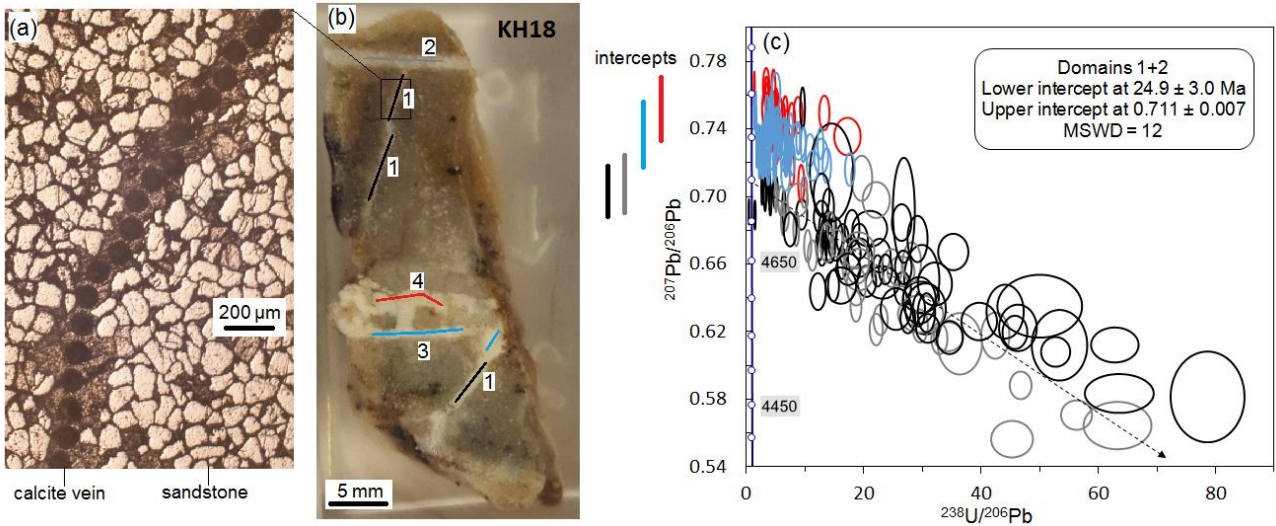 (a)
200 µm
calcite vein
sandstone
(b)
KH18
2
1
1
4
3
1
5 mm
intercepts
(c)
Domains 1+2
Lower intercept at 24.9 ± 3.0 Ma
Upper intercept at 0.711 ± 0.007
MSWD = 12
²⁰⁷Pb/²⁰⁶Pb
0.78
0.74
0.70
0.66
0.62
0.58
0.54
4650
4450
0
20
40
60
80
²³⁸U/²⁰⁶Pb